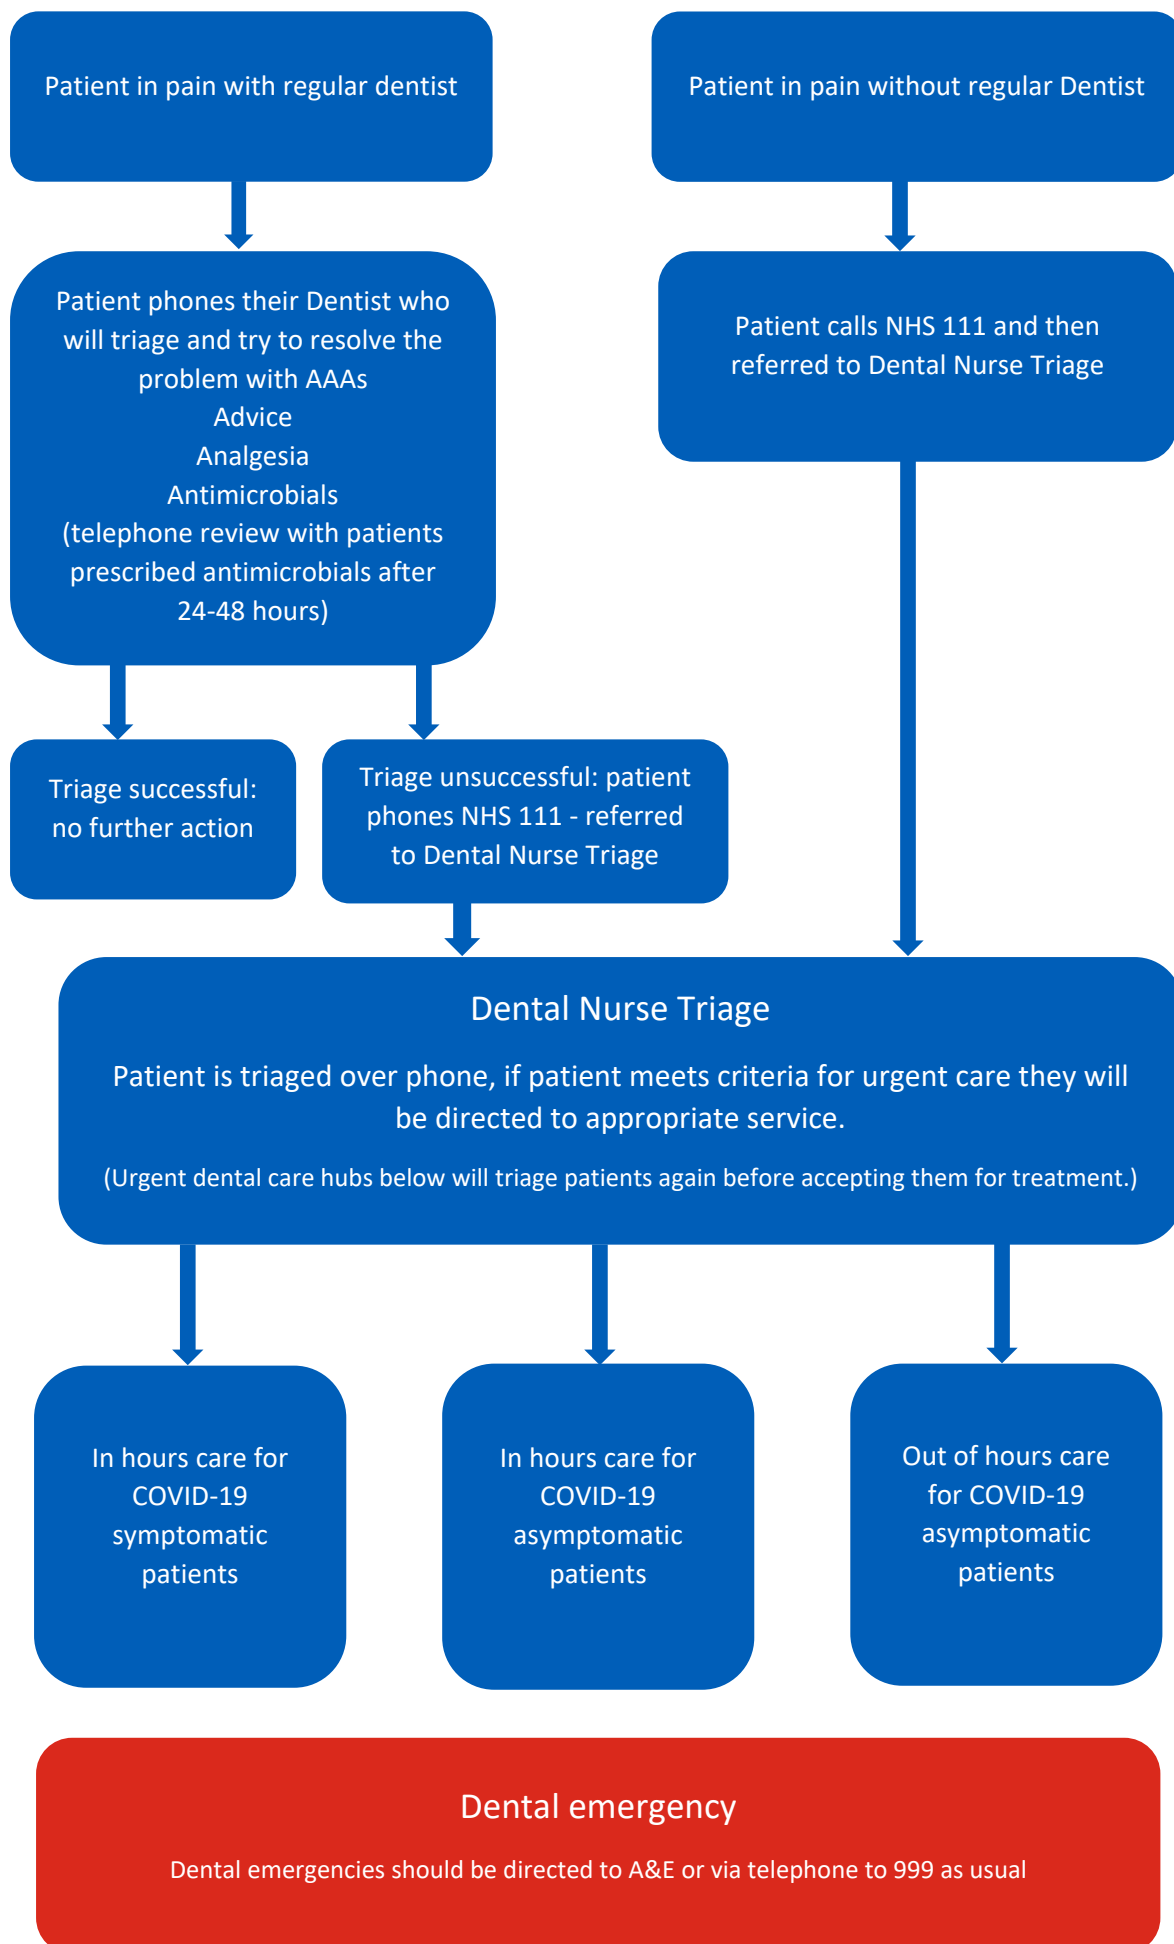 Patient in pain with regular dentist
Patient in pain without regular Dentist
Patient phones their Dentist who
will triage and try to resolve the
problem with AAAs
Advice
Analgesia
Antimicrobials
(telephone review with patients
prescribed antimicrobials after
24-48 hours)
Patient calls NHS 111 and then
referred to Dental Nurse Triage
Triage successful:
no further action
Triage unsuccessful: patient
phones NHS 111 - referred
to Dental Nurse Triage
Dental Nurse Triage
Patient is triaged over phone, if patient meets criteria for urgent care they will
be directed to appropriate service.
(Urgent dental care hubs below will triage patients again before accepting them for treatment.)
In hours care for
COVID-19
symptomatic
patients
In hours care for
COVID-19
asymptomatic
patients
Out of hours care
for COVID-19
asymptomatic
patients
Dental emergency
Dental emergencies should be directed to A&E or via telephone to 999 as usual